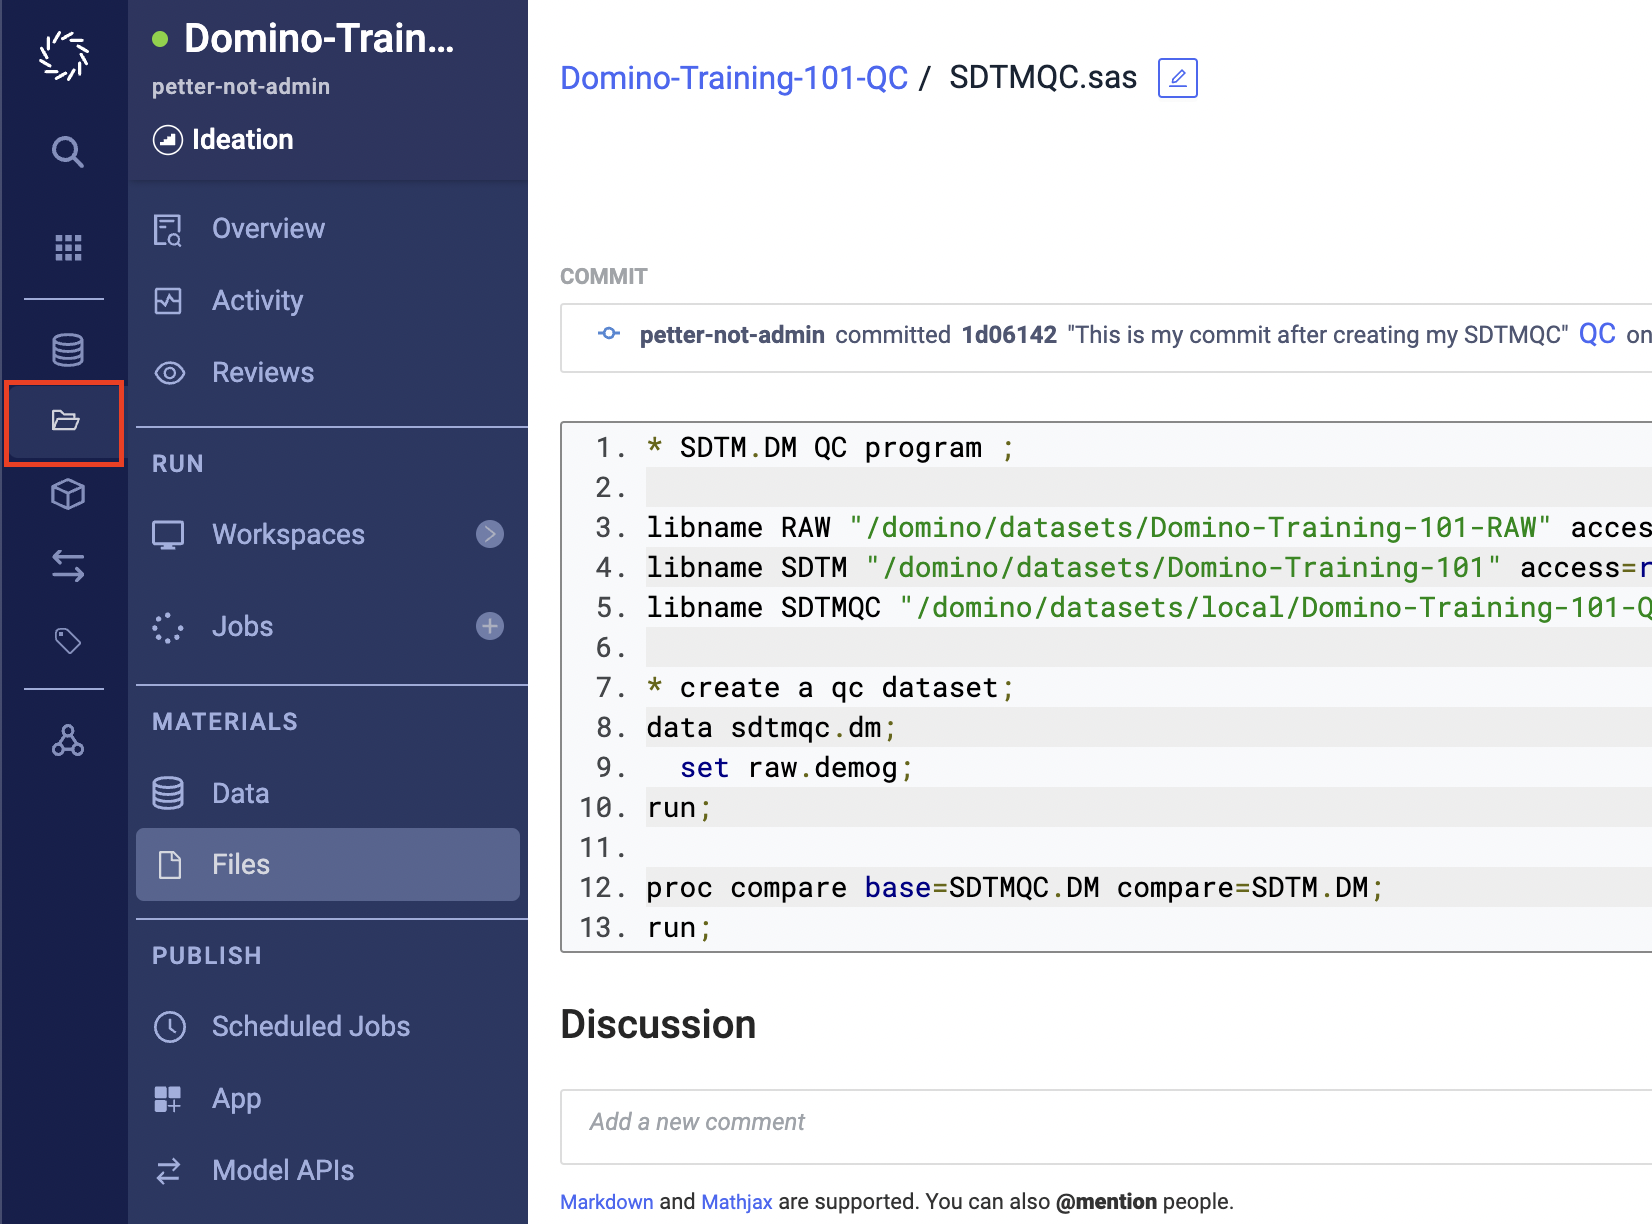 Domino-Train...
petter-not-admin
Ideation
Overview
Activity
Reviews
RUN
Workspaces
Jobs
MATERIALS
Data
Files
PUBLISH
Scheduled Jobs
App
Model APIs
Domino-Training-101-QC / SDTMQC.sas
COMMIT
petter-not-admin committed 1d06142 "This is my commit after creating my SDTMQC" QC on
1. * SDTM.DM QC program ;
2.
3. libname RAW "/domino/datasets/Domino-Training-101-RAW" acces
4. libname SDTM "/domino/datasets/Domino-Training-101" access=r
5. libname SDTMQC "/domino/datasets/local/Domino-Training-101-Q
6.
7. * create a qc dataset;
8. data sdtmqc.dm;
9.   set raw.demog;
10. run;
11.
12. proc compare base=SDTMQC.DM compare=SDTM.DM;
13. run;
Discussion
Add a new comment
Markdown and Mathjax are supported. You can also @mention people.